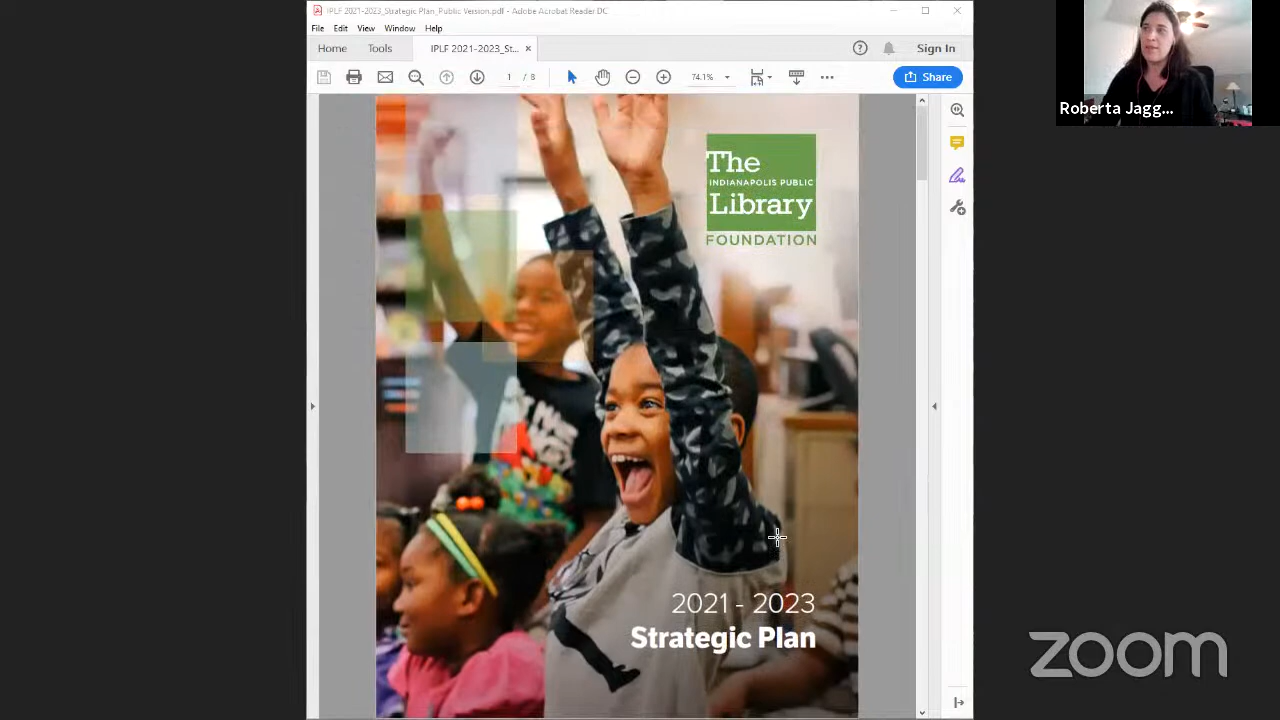 IPLF 2021-2023_Strategic Plan_Public Version.pdf - Adobe Acrobat Reader DC
File Edit View Window Help
Home Tools IPLF 2021-2023_St... × Sign In
1 / 8 74.1% Share
Roberta Jagg...
The
INDIANAPOLIS PUBLIC
Library
FOUNDATION
2021 - 2023
Strategic Plan
zoom